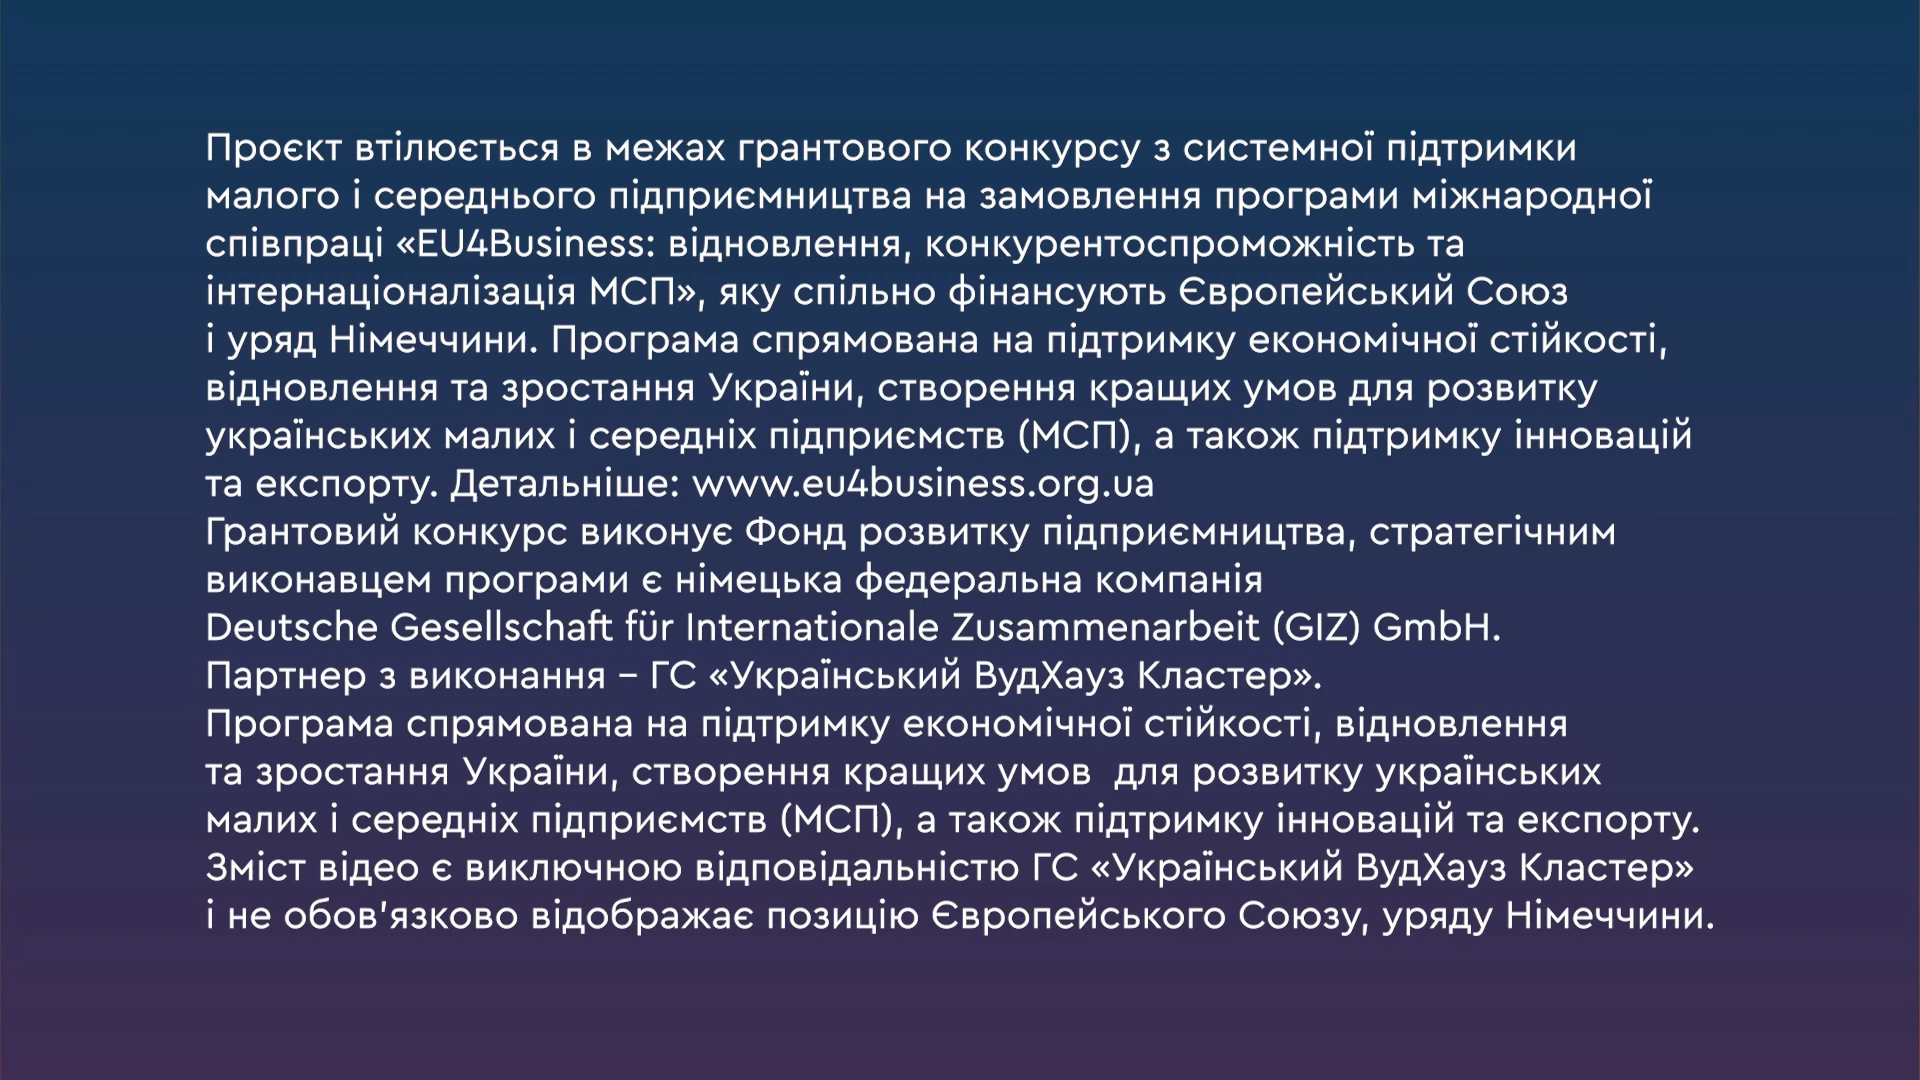 Проєкт втілюється в межах грантового конкурсу з системної підтримки
малого і середнього підприємництва на замовлення програми міжнародної
співпраці «EU4Business: відновлення, конкурентоспроможність та
інтернаціоналізація МСП», яку спільно фінансують Європейський Союз
і уряд Німеччини. Програма спрямована на підтримку економічної стійкості,
відновлення та зростання України, створення кращих умов для розвитку
українських малих і середніх підприємств (МСП), а також підтримку інновацій
та експорту. Детальніше: www.eu4business.org.ua
Грантовий конкурс виконує Фонд розвитку підприємництва, стратегічним
виконавцем програми є німецька федеральна компанія
Deutsche Gesellschaft für Internationale Zusammenarbeit (GIZ) GmbH.
Партнер з виконання – ГС «Український ВудХауз Кластер».
Програма спрямована на підтримку економічної стійкості, відновлення
та зростання України, створення кращих умов  для розвитку українських
малих і середніх підприємств (МСП), а також підтримку інновацій та експорту.
Зміст відео є виключною відповідальністю ГС «Український ВудХауз Кластер»
і не обов’язково відображає позицію Європейського Союзу, уряду Німеччини.